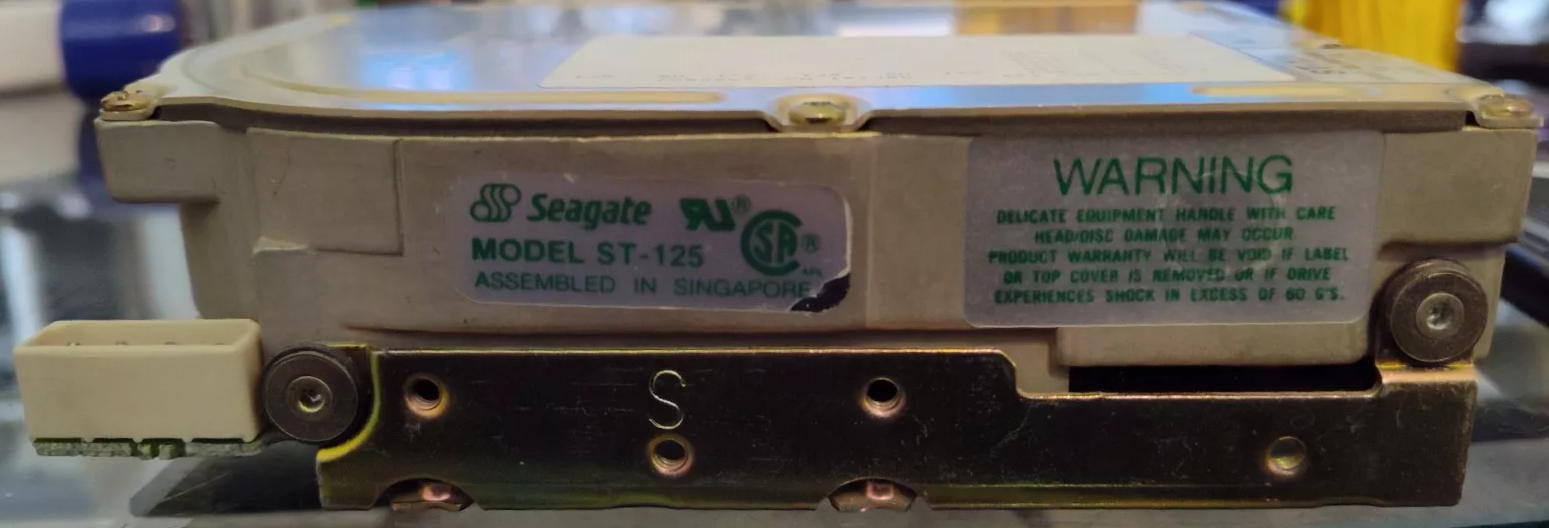 Seagate RU®
MODEL ST-125 SA®
ASSEMBLED IN SINGAPORE
WARNING
DELICATE EQUIPMENT HANDLE WITH CARE
HEAD/DISC DAMAGE MAY OCCUR
PRODUCT WARRANTY WILL BE VOID IF LABEL
OR TOP COVER IS REMOVED OR IF DRIVE
EXPERIENCES SHOCK IN EXCESS OF 60 G'S.
S